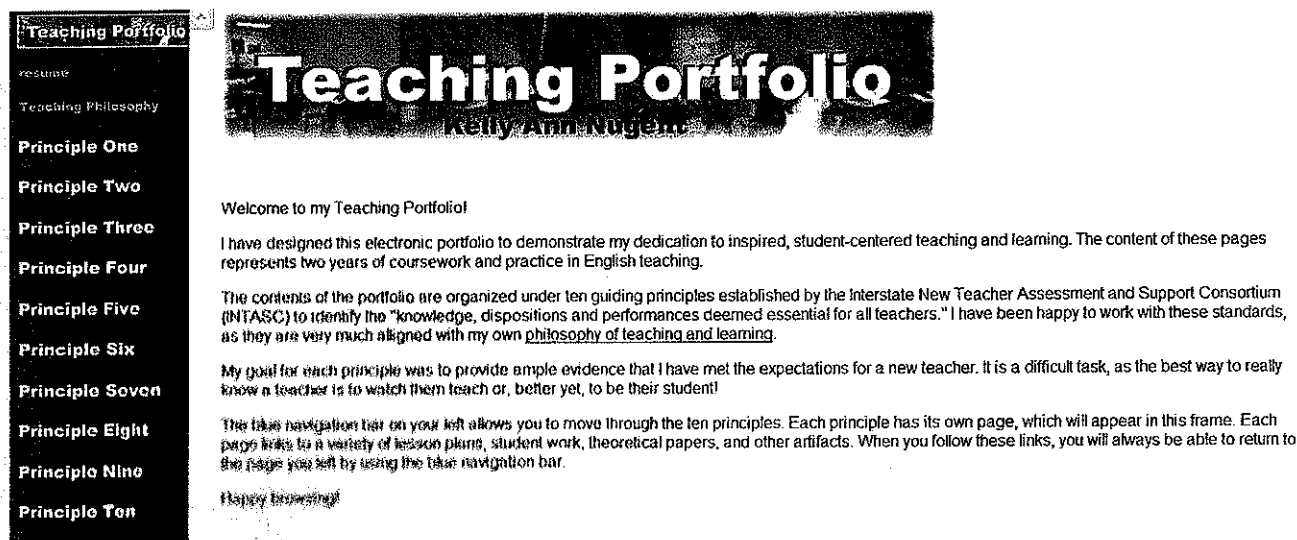 Teaching Portfolio
resume
Teaching Philosophy
Principle One
Principle Two
Principle Three
Principle Four
Principle Five
Principle Six
Principle Seven
Principle Eight
Principle Nine
Principle Ten
Teaching Portfolio
Kelly Ann Nugent
Welcome to my Teaching Portfolio!
I have designed this electronic portfolio to demonstrate my dedication to inspired, student-centered teaching and learning. The content of these pages
represents two years of coursework and practice in English teaching.
The contents of the portfolio are organized under ten guiding principles established by the Interstate New Teacher Assessment and Support Consortium
(INTASC) to identify the "knowledge, dispositions and performances deemed essential for all teachers." I have been happy to work with these standards,
as they are very much alligned with my own philosophy of teaching and learning.
My goal for each principle was to provide ample evidence that I have met the expectations for a new teacher. It is a difficult task, as the best way to really
know a teacher is to watch them teach or, better yet, to be their student!
The blue navigation bar on your left allows you to move through the ten principles. Each principle has its own page, which will appear in this frame. Each
page links to a variety of lesson plans, student work, theoretical papers, and other artifacts. When you follow these links, you will always be able to return to
the page you left by using the blue navigation bar.
Happy browsing!